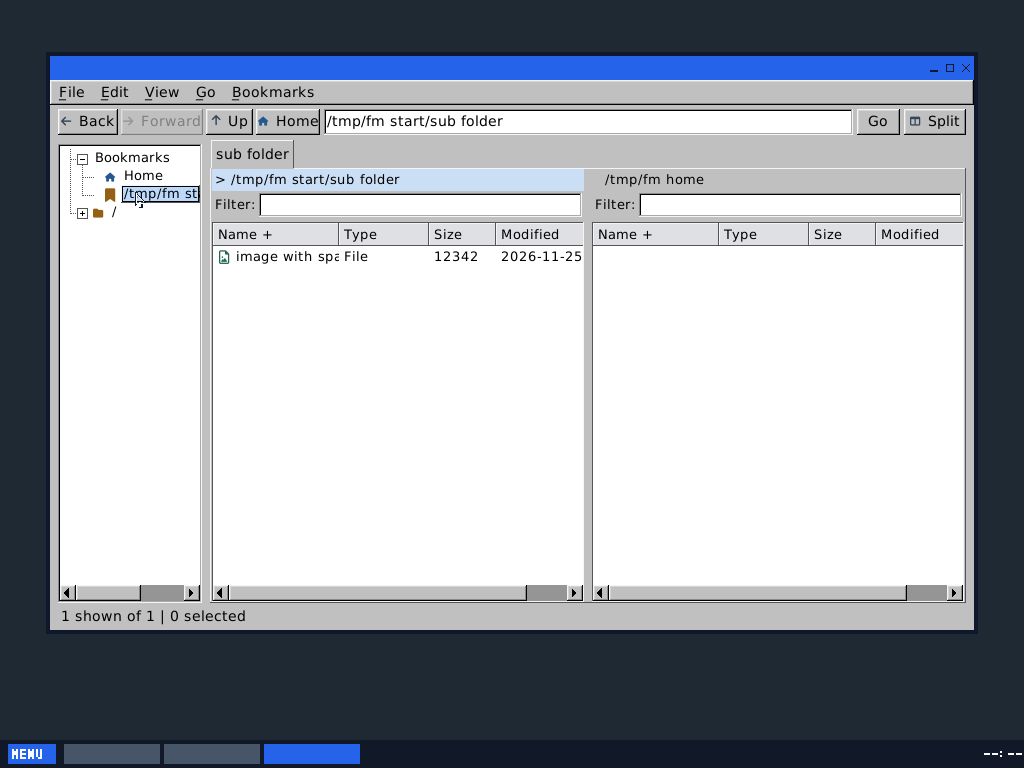 File Edit View Go Bookmarks
Back Forward Up Home /tmp/fm start/sub folder Go Split
Bookmarks
Home
/tmp/fm st
/
sub folder
> /tmp/fm start/sub folder
Filter:
Name + Type Size Modified
image with spa File 12342 2026-11-25
/tmp/fm home
Filter:
Name + Type Size Modified
1 shown of 1 | 0 selected
MENU
--:--